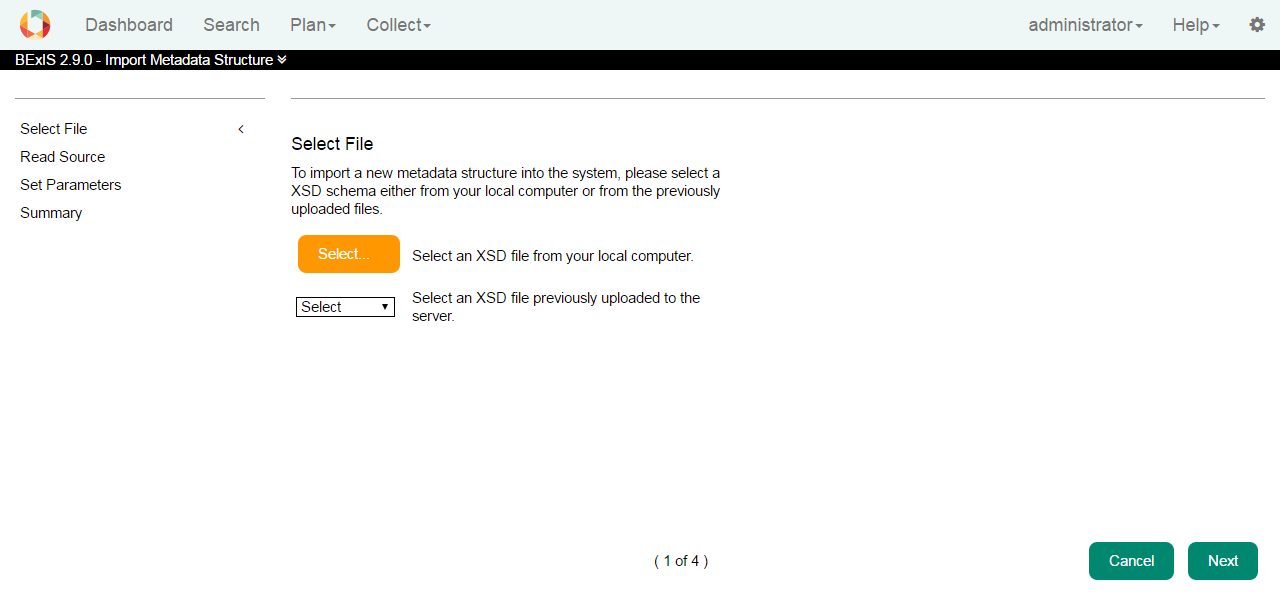 Dashboard Search Plan Collect administrator Help
BExIS 2.9.0 - Import Metadata Structure
Select File
Read Source
Set Parameters
Summary
Select File
To import a new metadata structure into the system, please select a
XSD schema either from your local computer or from the previously
uploaded files.
Select... Select an XSD file from your local computer.
Select Select an XSD file previously uploaded to the
server.
( 1 of 4 ) Cancel Next